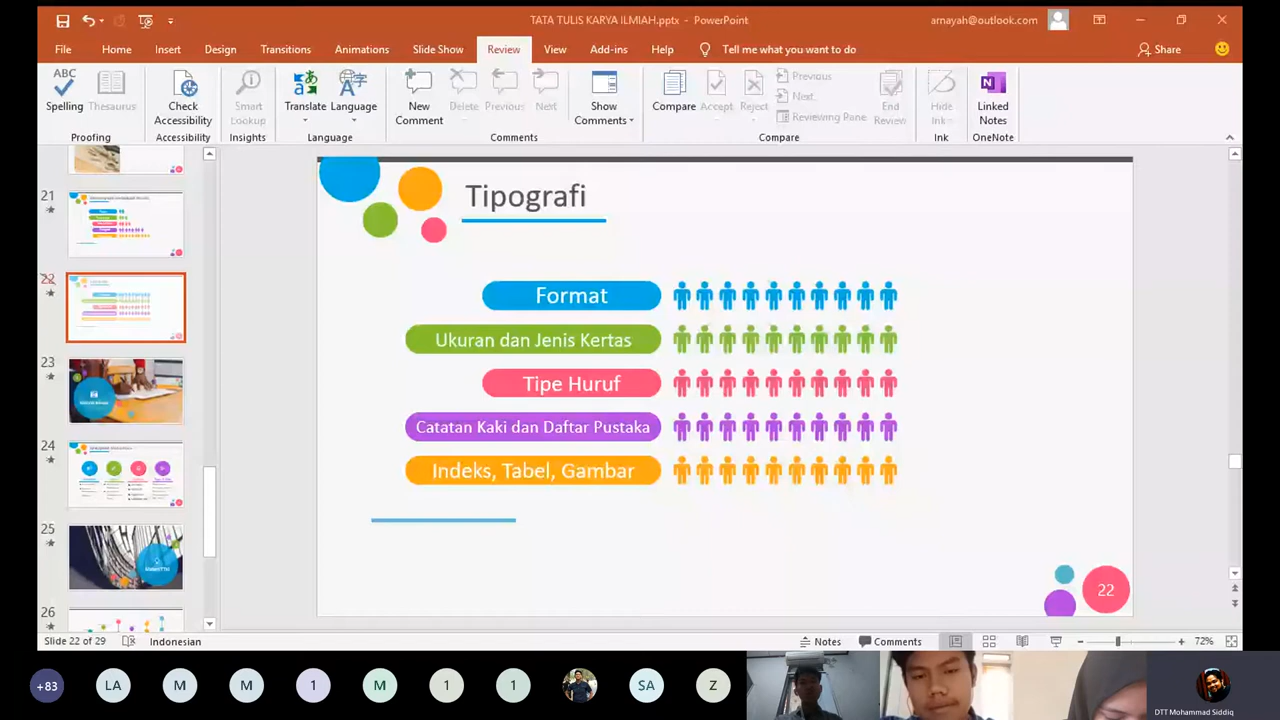 TATA TULIS KARYA ILMIAH.pptx - PowerPoint
arnayah@outlook.com
File Home Insert Design Transitions Animations Slide Show Review View Add-ins Help Tell me what you want to do Share
ABC
Spelling Thesaurus Check Accessibility Smart Lookup Translate Language New Comment Delete Previous Next Show Comments Compare Accept Reject Previous Next Reviewing Pane End Review Hide Ink Linked Notes
Proofing Accessibility Insights Language Comments Compare Ink OneNote
21
22
23
24
25
26
Tipografi
Format
Ukuran dan Jenis Kertas
Tipe Huruf
Catatan Kaki dan Daftar Pustaka
Indeks, Tabel, Gambar
22
Slide 22 of 29 Indonesian Notes Comments 72%
+83 LA M M 1 M 1 1 SA Z
DTT Mohammad Siddiq